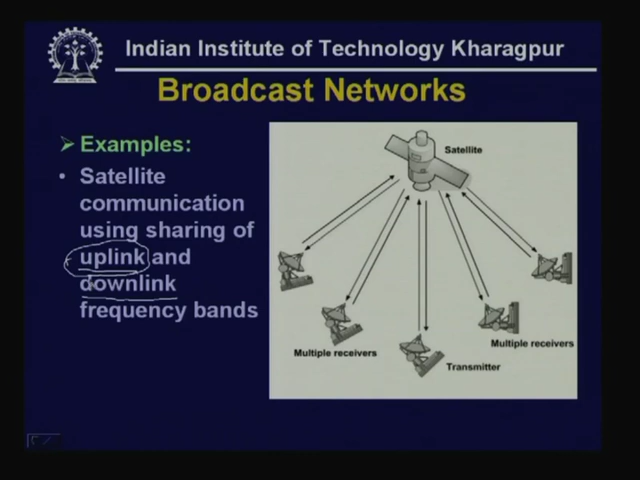 Indian Institute of Technology Kharagpur
Broadcast Networks
➢ Examples:
• Satellite
communication
using sharing of
uplink and
downlink
frequency bands
Satellite
Multiple receivers
Transmitter
Multiple receivers